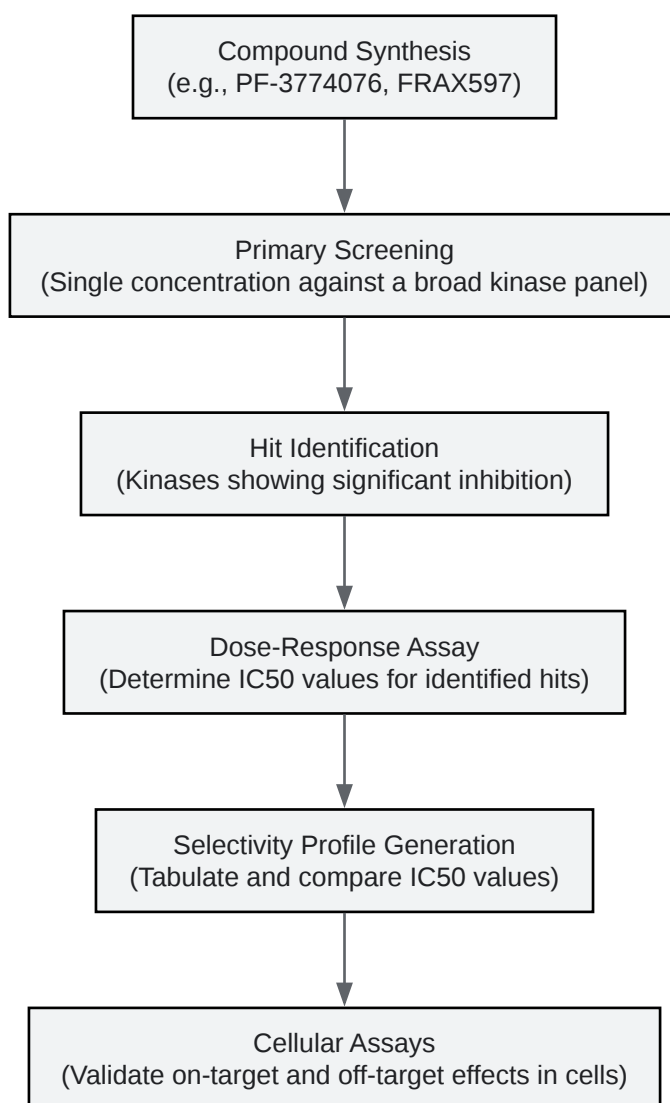 Compound Synthesis
(e.g., PF-3774076, FRAX597)
Primary Screening
(Single concentration against a broad kinase panel)
Hit Identification
(Kinases showing significant inhibition)
Dose-Response Assay
(Determine IC50 values for identified hits)
Selectivity Profile Generation
(Tabulate and compare IC50 values)
Cellular Assays
(Validate on-target and off-target effects in cells)